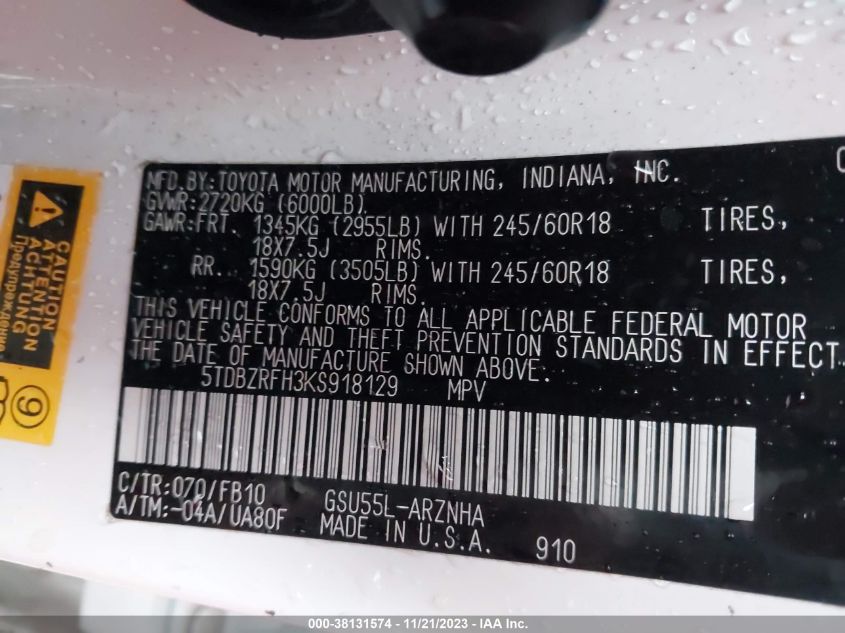 MFD.BY:TOYOTA MOTOR MANUFACTURING, INDIANA, INC.
GVWR:2720KG (6000LB)
GAWR:FRT. 1345KG (2955LB) WITH 245/60R18 TIRES,
18X7.5J RIMS.
RR. 1590KG (3505LB) WITH 245/60R18 TIRES,
18X7.5J RIMS.
THIS VEHICLE CONFORMS TO ALL APPLICABLE FEDERAL MOTOR
VEHICLE SAFETY AND THEFT PREVENTION STANDARDS IN EFFECT
THE DATE OF MANUFACTURE SHOWN ABOVE.
5TDBZRFH3KS918129 MPV
C/TR:070/FB10 GSU55L-ARZNHA
A/TM:-04A/UA80F MADE IN U.S.A. 910
CAUTION
ATTENTION
ACHTUNG
Предупреждение
9
000-38131574 - 11/21/2023 - IAA Inc.